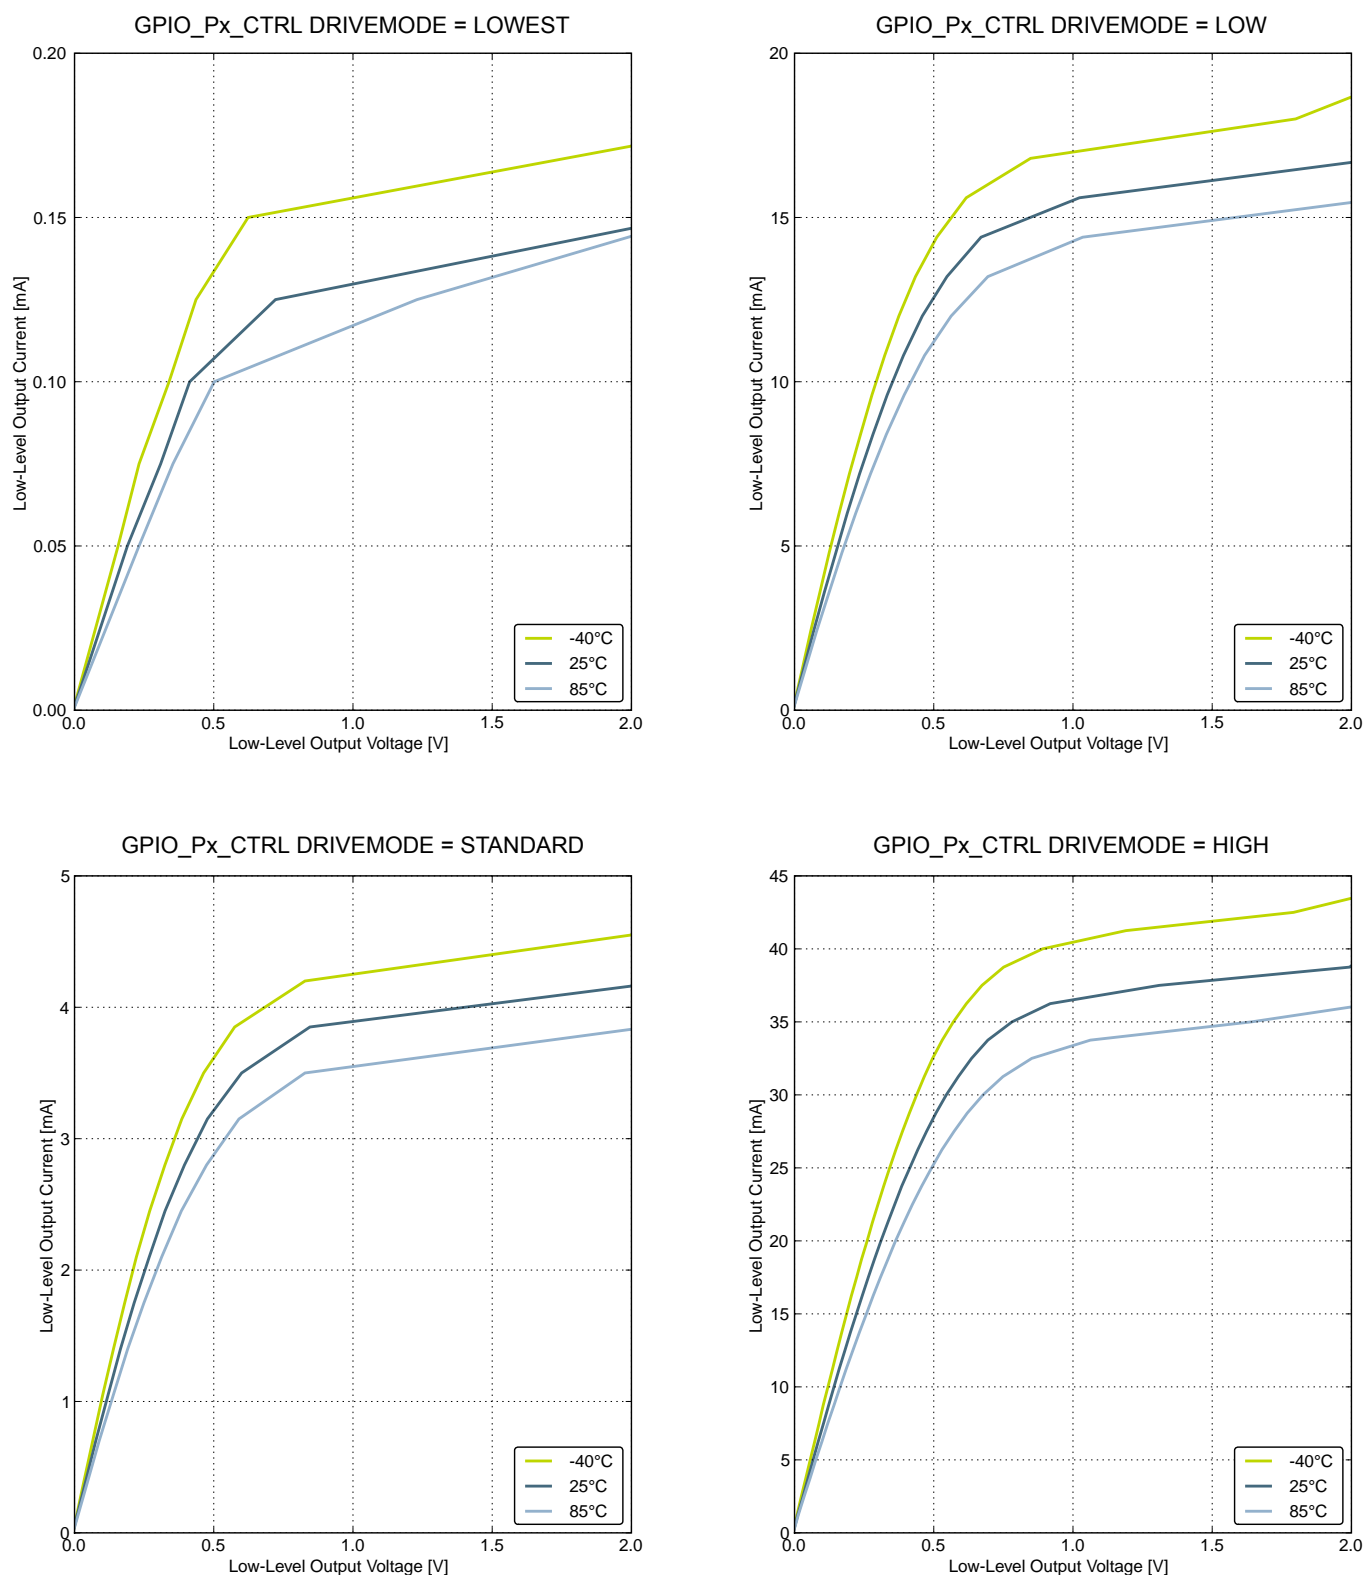 GPIO_Px_CTRL DRIVEMODE = LOWEST
0.20
0.15
0.10
0.05
0.00
Low-Level Output Current [mA]
-40°C
25°C
85°C
0.0 0.5 1.0 1.5 2.0
Low-Level Output Voltage [V]
GPIO_Px_CTRL DRIVEMODE = LOW
20
15
10
5
0
Low-Level Output Current [mA]
-40°C
25°C
85°C
0.0 0.5 1.0 1.5 2.0
Low-Level Output Voltage [V]
GPIO_Px_CTRL DRIVEMODE = STANDARD
5
4
3
2
1
0
Low-Level Output Current [mA]
-40°C
25°C
85°C
0.0 0.5 1.0 1.5 2.0
Low-Level Output Voltage [V]
GPIO_Px_CTRL DRIVEMODE = HIGH
45
40
35
30
25
20
15
10
5
0
Low-Level Output Current [mA]
-40°C
25°C
85°C
0.0 0.5 1.0 1.5 2.0
Low-Level Output Voltage [V]